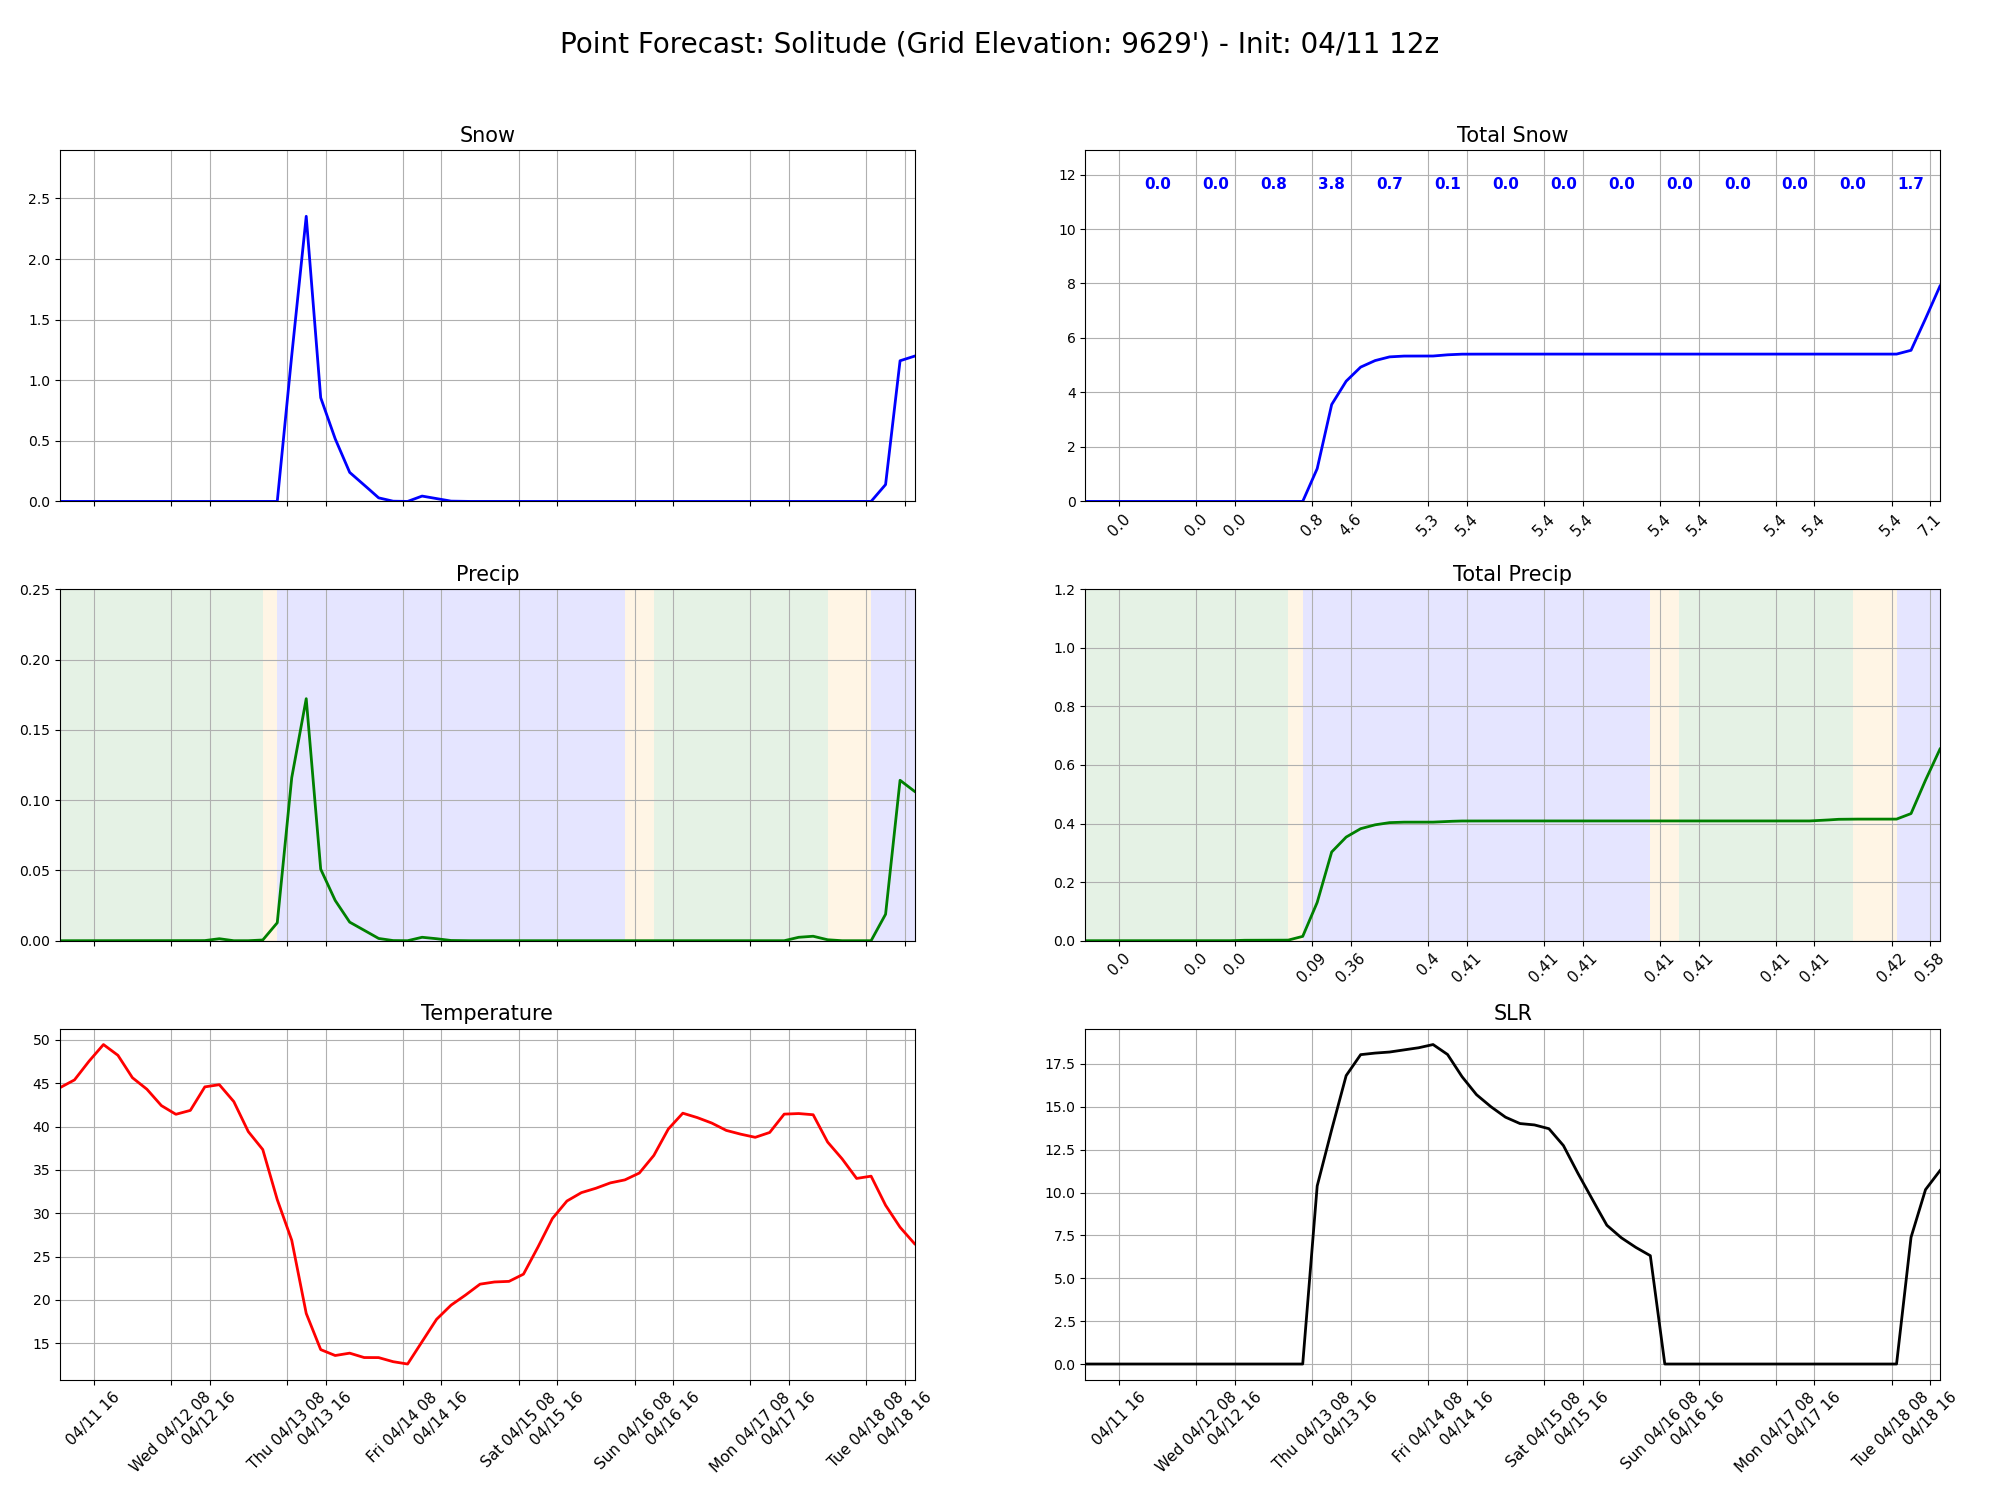 Point Forecast: Solitude (Grid Elevation: 9629') - Init: 04/11 12z
Snow
2.5
2.0
1.5
1.0
0.5
0.0
Total Snow
12
10
8
6
4
2
0
0.0 0.0 0.8 3.8 0.7 0.1 0.0 0.0 0.0 0.0 0.0 0.0 0.0 1.7
0.0 0.0 0.0 0.8 4.6 5.3 5.4 5.4 5.4 5.4 5.4 5.4 5.4 5.4 7.1
Precip
0.25
0.20
0.15
0.10
0.05
0.00
Total Precip
1.2
1.0
0.8
0.6
0.4
0.2
0.0
0.0 0.0 0.0 0.09 0.36 0.4 0.41 0.41 0.41 0.41 0.41 0.41 0.41 0.42 0.58
Temperature
50
45
40
35
30
25
20
15
04/11 16
Wed 04/12 08
04/12 16
Thu 04/13 08
04/13 16
Fri 04/14 08
04/14 16
Sat 04/15 08
04/15 16
Sun 04/16 08
04/16 16
Mon 04/17 08
04/17 16
Tue 04/18 08
04/18 16
SLR
17.5
15.0
12.5
10.0
7.5
5.0
2.5
0.0
04/11 16
Wed 04/12 08
04/12 16
Thu 04/13 08
04/13 16
Fri 04/14 08
04/14 16
Sat 04/15 08
04/15 16
Sun 04/16 08
04/16 16
Mon 04/17 08
04/17 16
Tue 04/18 08
04/18 16